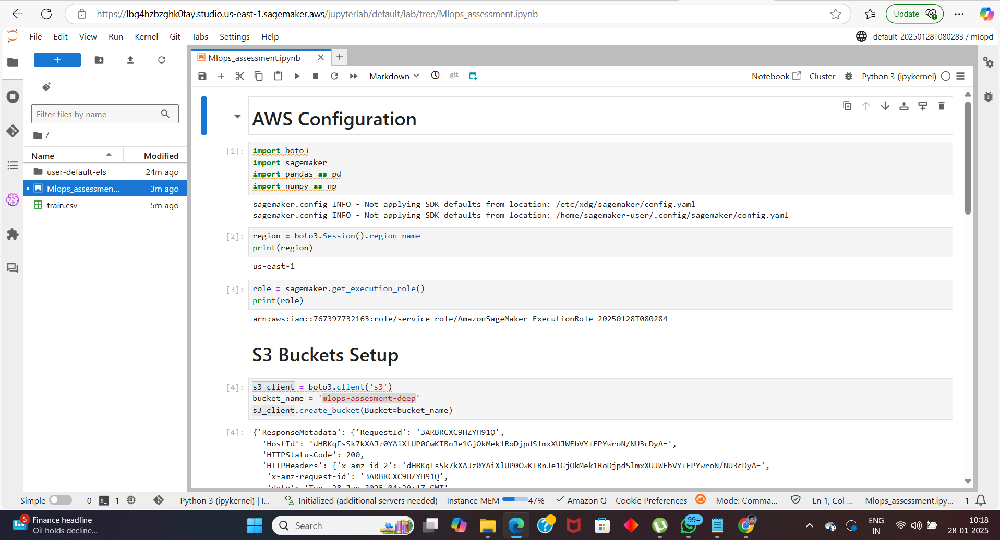 https://lbg4hzbzghk0fay.studio.us-east-1.sagemaker.aws/jupyterlab/default/lab/tree/Mlops_assessment.ipynb
Update
File Edit View Run Kernel Git Tabs Settings Help
default-20250128T080283 / mlopd
Mlops_assessment.ipynb
Markdown
git
Notebook
Cluster
Python 3 (ipykernel)
Filter files by name
/
Name Modified
user-default-efs 24m ago
Mlops_assessmen... 3m ago
train.csv 5m ago
AWS Configuration
[1]: import boto3
import sagemaker
import pandas as pd
import numpy as np
sagemaker.config INFO - Not applying SDK defaults from location: /etc/xdg/sagemaker/config.yaml
sagemaker.config INFO - Not applying SDK defaults from location: /home/sagemaker-user/.config/sagemaker/config.yaml
[2]: region = boto3.Session().region_name
print(region)
us-east-1
[3]: role = sagemaker.get_execution_role()
print(role)
arn:aws:iam::767397732163:role/service-role/AmazonSageMaker-ExecutionRole-20250128T080284
S3 Buckets Setup
[4]: s3_client = boto3.client('s3')
bucket_name = 'mlops-assesment-deep'
s3_client.create_bucket(Bucket=bucket_name)
[4]: {'ResponseMetadata': {'RequestId': '3ARBRCXC9HZYH91Q',
'HostId': 'dHBKqFsSk7kXAJz0YAiXlUP0CwKTRnJe1GjOkMek1RoDjpdSlmxXUJWEbVY+EPYwroN/NU3cDyA=',
'HTTPStatusCode': 200,
'HTTPHeaders': {'x-amz-id-2': 'dHBKqFsSk7kXAJz0YAiXlUP0CwKTRnJe1GjOkMek1RoDjpdSlmxXUJWEbVY+EPYwroN/NU3cDyA=',
'x-amz-request-id': '3ARBRCXC9HZYH91Q',
'date': 'Tue, 28 Jan 2025 04:29:17 GMT',
Simple 0 $_ 1 Python 3 (ipykernel) | I... Initialized (additional servers needed) Instance MEM 47% Amazon Q Cookie Preferences Mode: Comma... Ln 1, Col ... Mlops_assessment.ipy... 1
5
Finance headline
Oil holds decline...
Search
99+
ENG
IN
10:18
28-01-2025